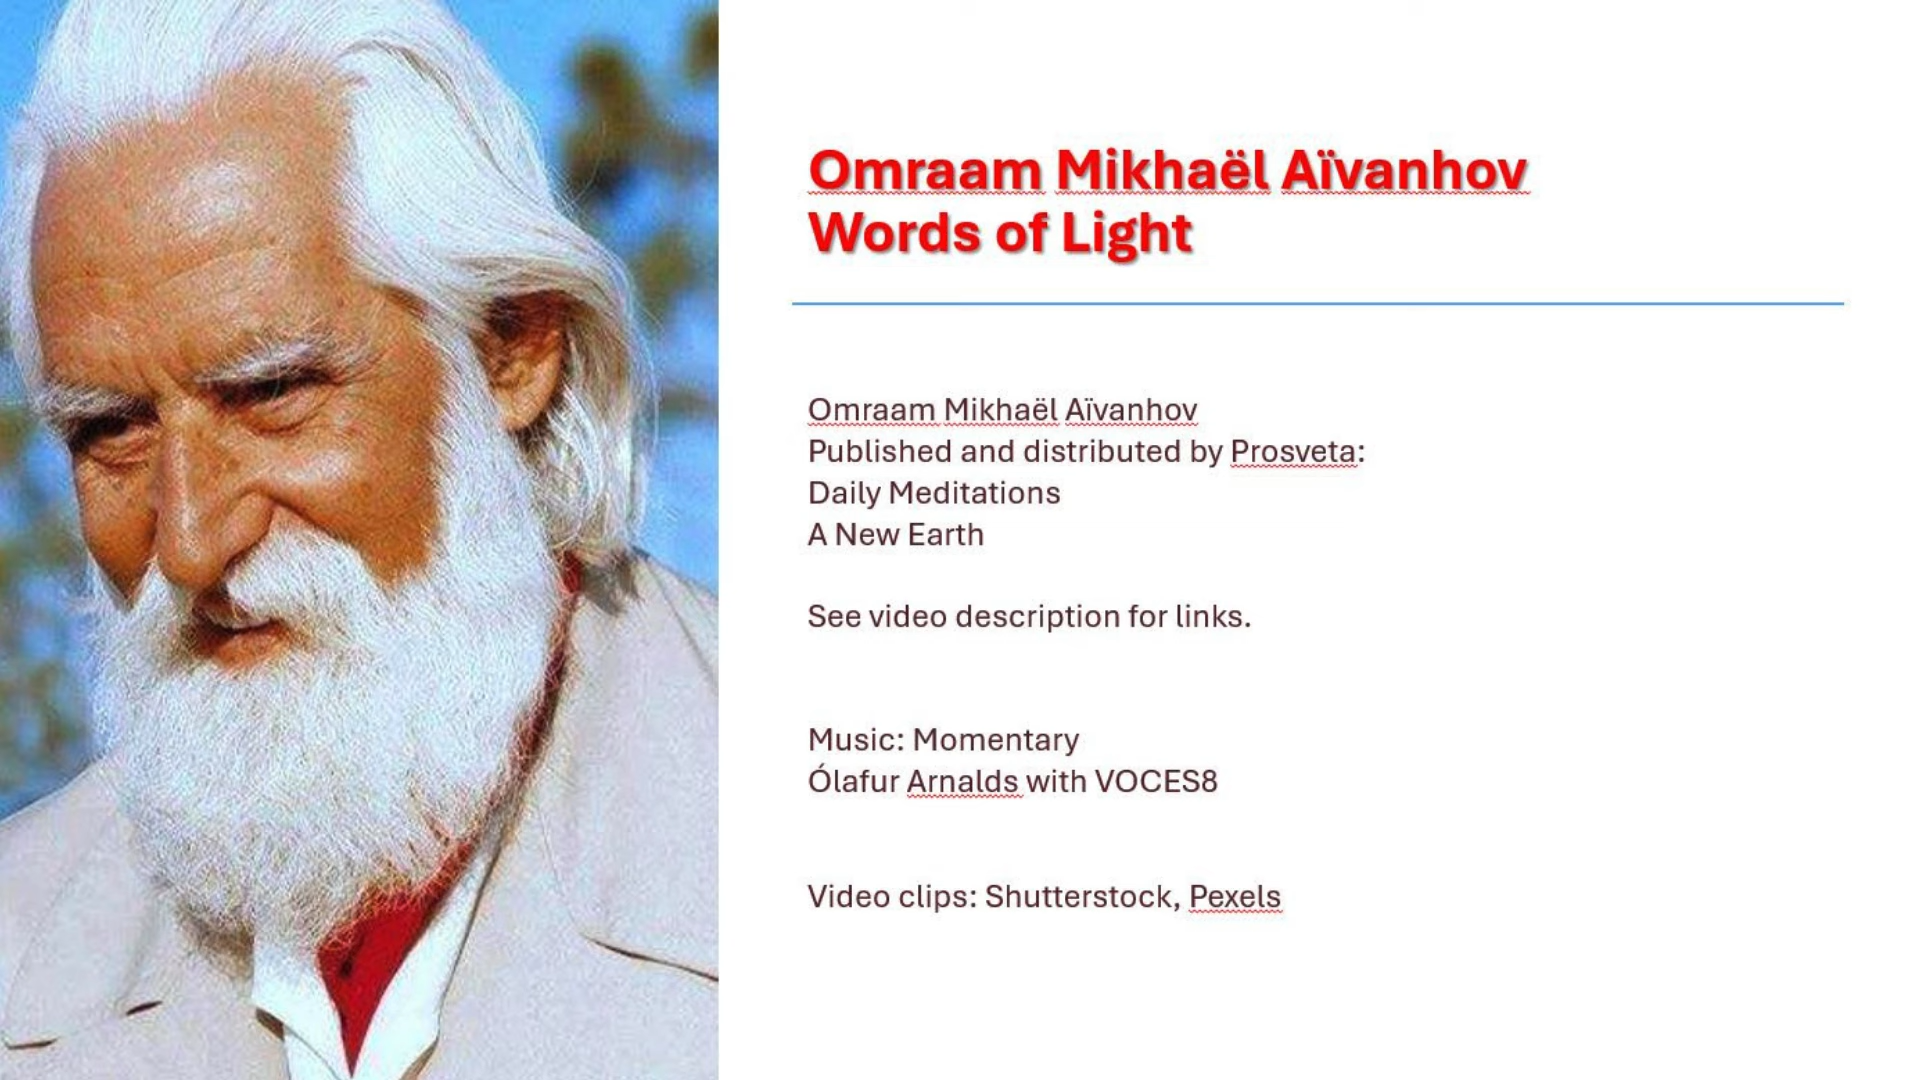 Omraam Mikhaël Aïvanhov
Words of Light
Omraam Mikhaël Aïvanhov
Published and distributed by Prosveta:
Daily Meditations
A New Earth
See video description for links.
Music: Momentary
Ólafur Arnalds with VOCES8
Video clips: Shutterstock, Pexels